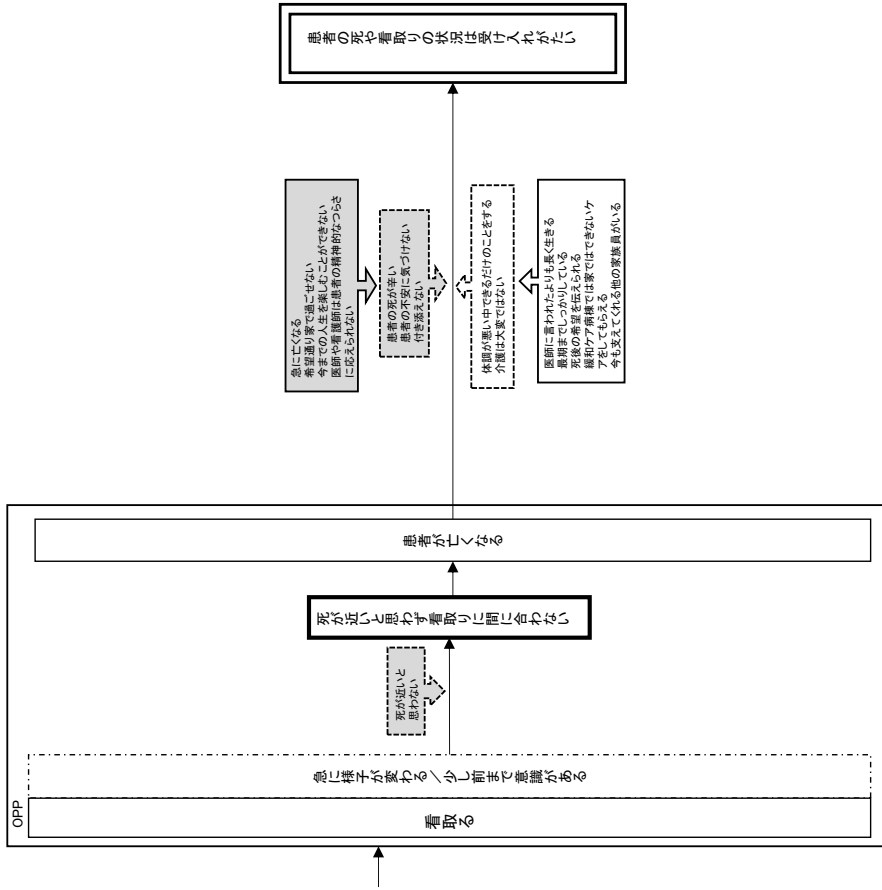 患者の死や看取りの状況は受け入れがたい
急に亡くなる
希望通り家で過ごせない
今までの人生を楽しむことができない
医師や看護師は患者の精神的なつらさ
に応えられない
患者の死が辛い
患者の不安に気づけない
付き添えない
体調が悪い中できるだけのことをする
介護は大変ではない
医師に言われたよりも長く生きる
最期までしっかりしている
死後の希望を伝えられる
緩和ケア病棟では家ではできないケ
アをしてもらえる
今も支えてくれる他の家族員がいる
患者が亡くなる
死が近いと思わず看取りに間に合わない
死が近いと
思わない
急に様子が変わる／少し前まで意識がある
看取る
OPP